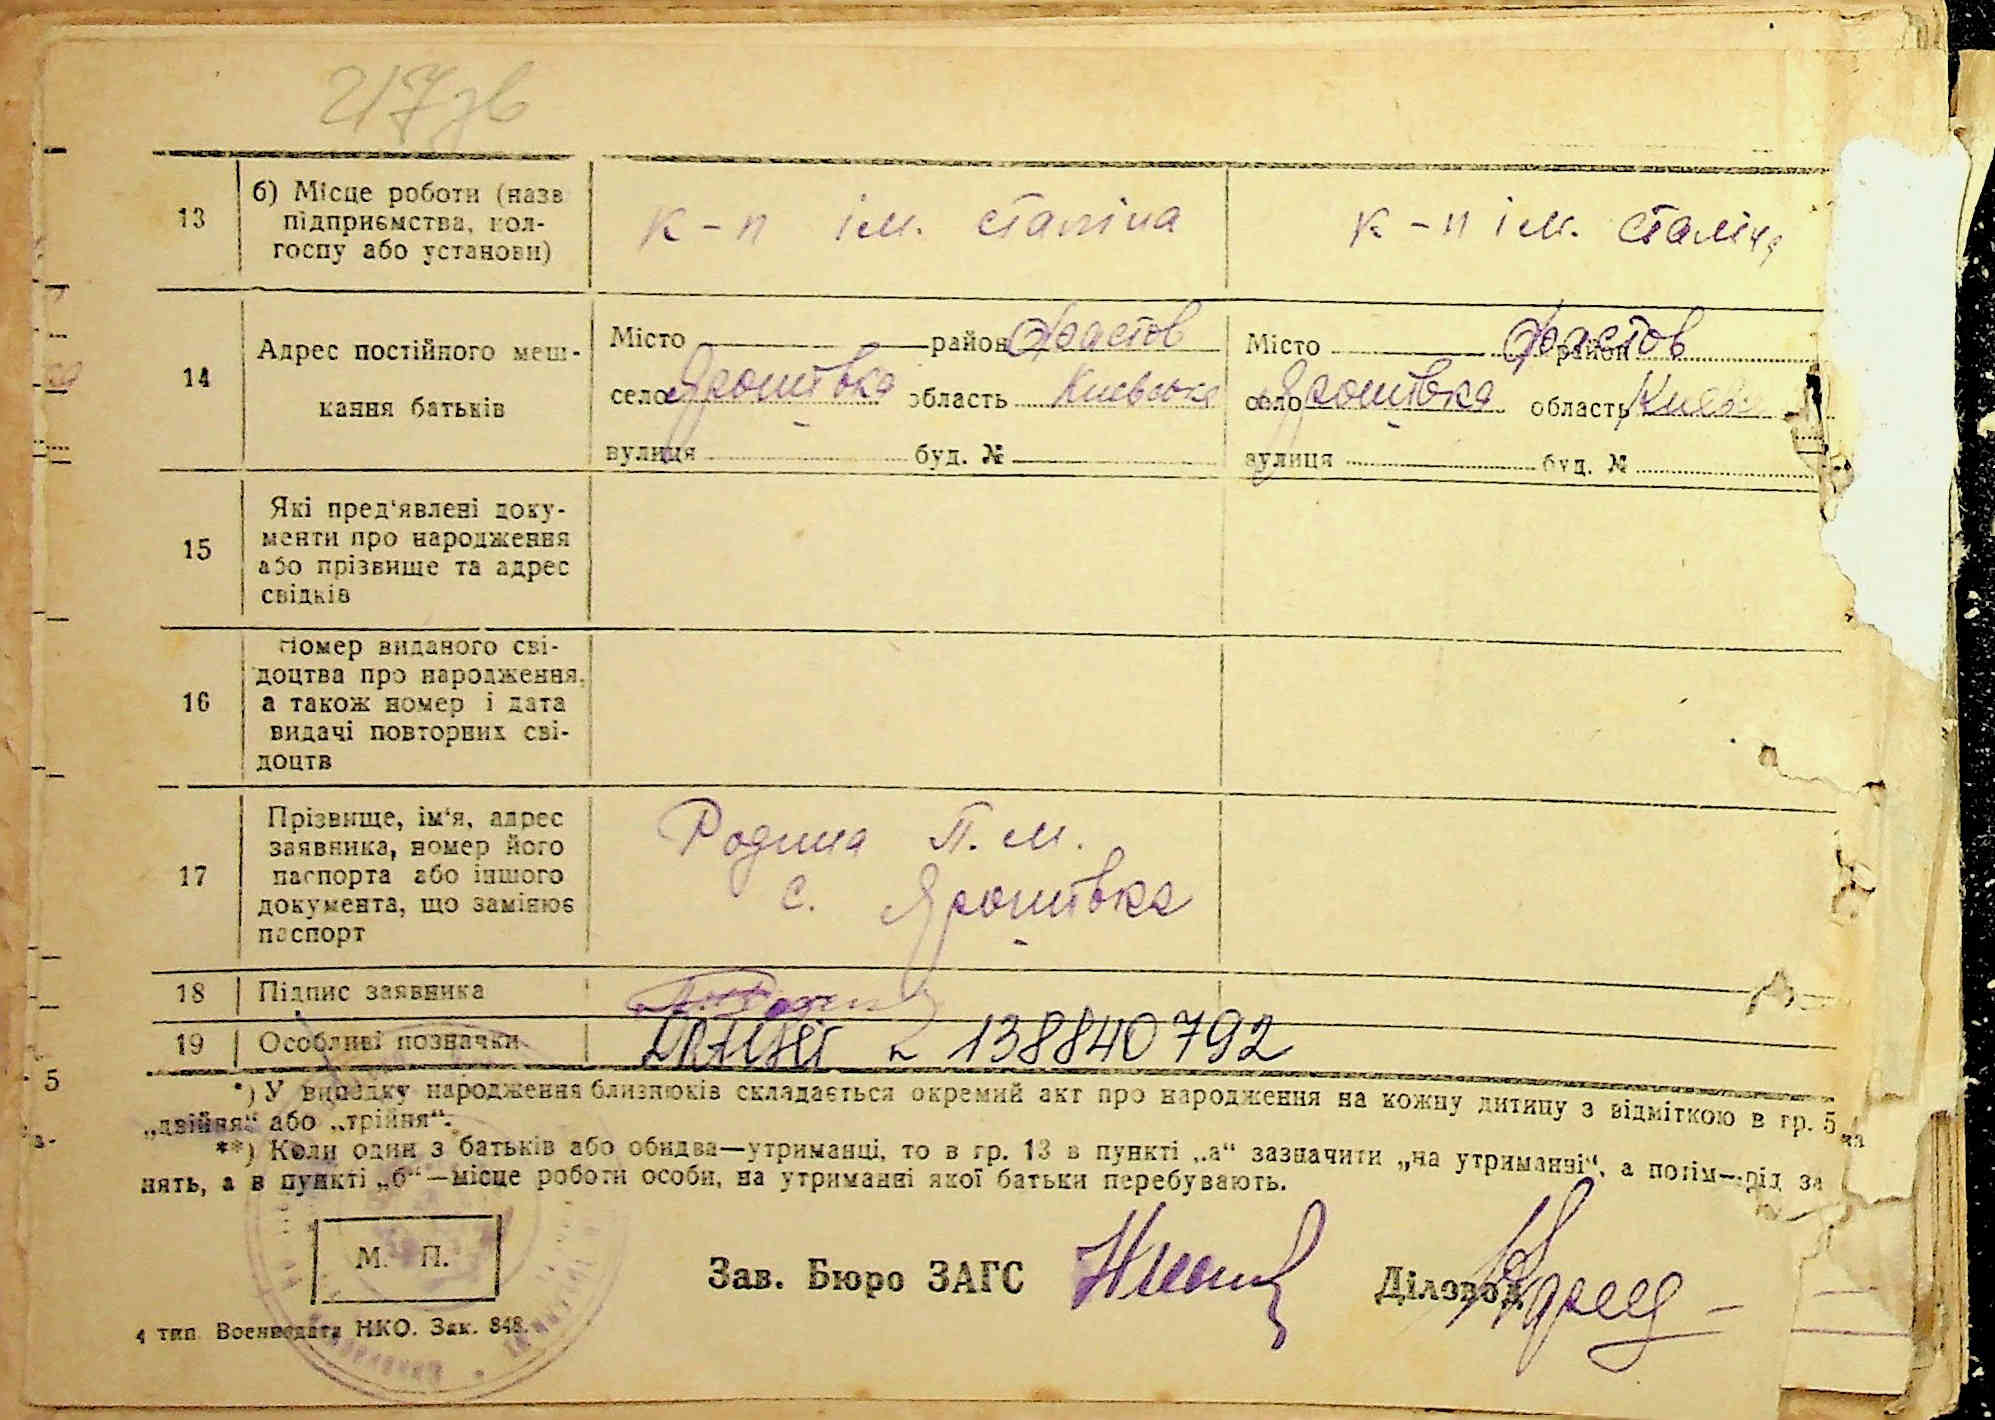 217 зв
13
б) Місце роботи (назв
підприємства, кол-
госпу або установи)
к-п ім. сталіна
к-п ім. сталіна
14
Адрес постійного меш-
кання батьків
Місто район Фастов
село Ярошівка область Київська
вулиця буд. №
Місто район Фастов
село Ярошівка область Київ
вулиця буд. №
15
Які пред'явлені доку-
менти про народження
або прізвище та адрес
свідків
16
Номер виданого сві-
доцтва про народження,
а також номер і дата
видачі повторних сві-
доцтв
17
Прізвище, ім'я, адрес
заявника, номер його
паспорта або іншого
документа, що заміяює
паспорт
Родина П. М.
с. Ярошівка
18 Підпис заявника
19 Особливі позначки
138840792
*) У випадку народження близнюків складається окремий акт про народження на кожну дитину з відміткою в гр. 5 на
„двійня" або „трійня".
**) Коли один з батьків або обидва—утриманці, то в гр. 13 в пункті „а" зазначити „на утриманні", а потім—рід за
нять, а в пункті „б"—місце роботи особи, на утриманні якої батьки перебувають.
5
М. П.
Зав. Бюро ЗАГС
Діловод
4 тип. Воениздата НКО. Зак. 848.